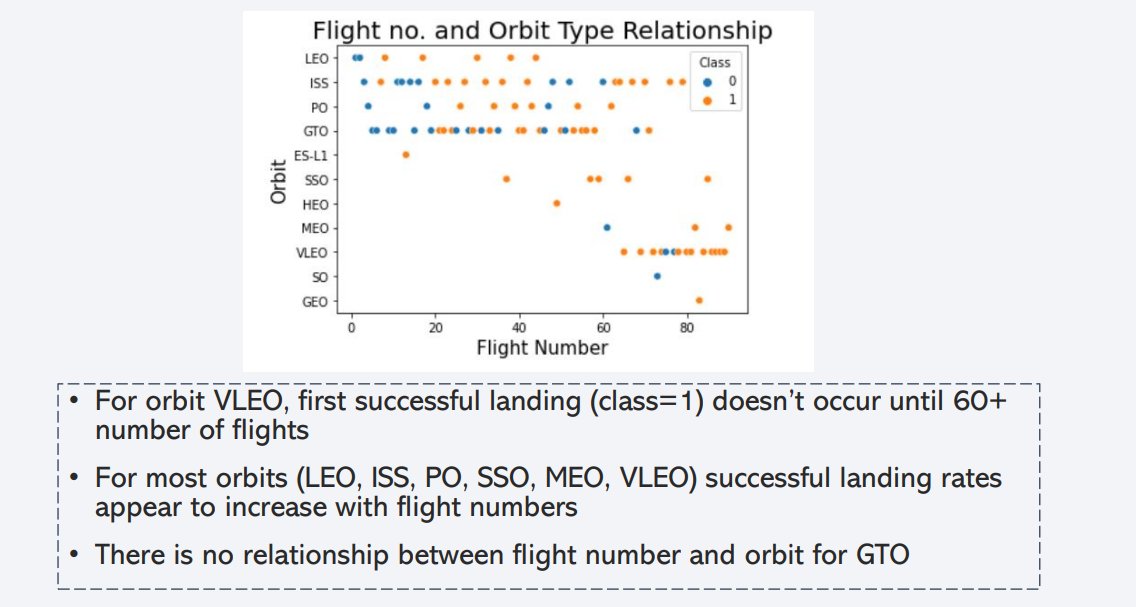 Flight no. and Orbit Type Relationship
LEO
ISS
PO
GTO
ES-L1
SSO
HEO
MEO
VLEO
SO
GEO
Orbit
Class
0
1
0
20
40
60
80
Flight Number
• For orbit VLEO, first successful landing (class=1) doesn’t occur until 60+
number of flights
• For most orbits (LEO, ISS, PO, SSO, MEO, VLEO) successful landing rates
appear to increase with flight numbers
• There is no relationship between flight number and orbit for GTO